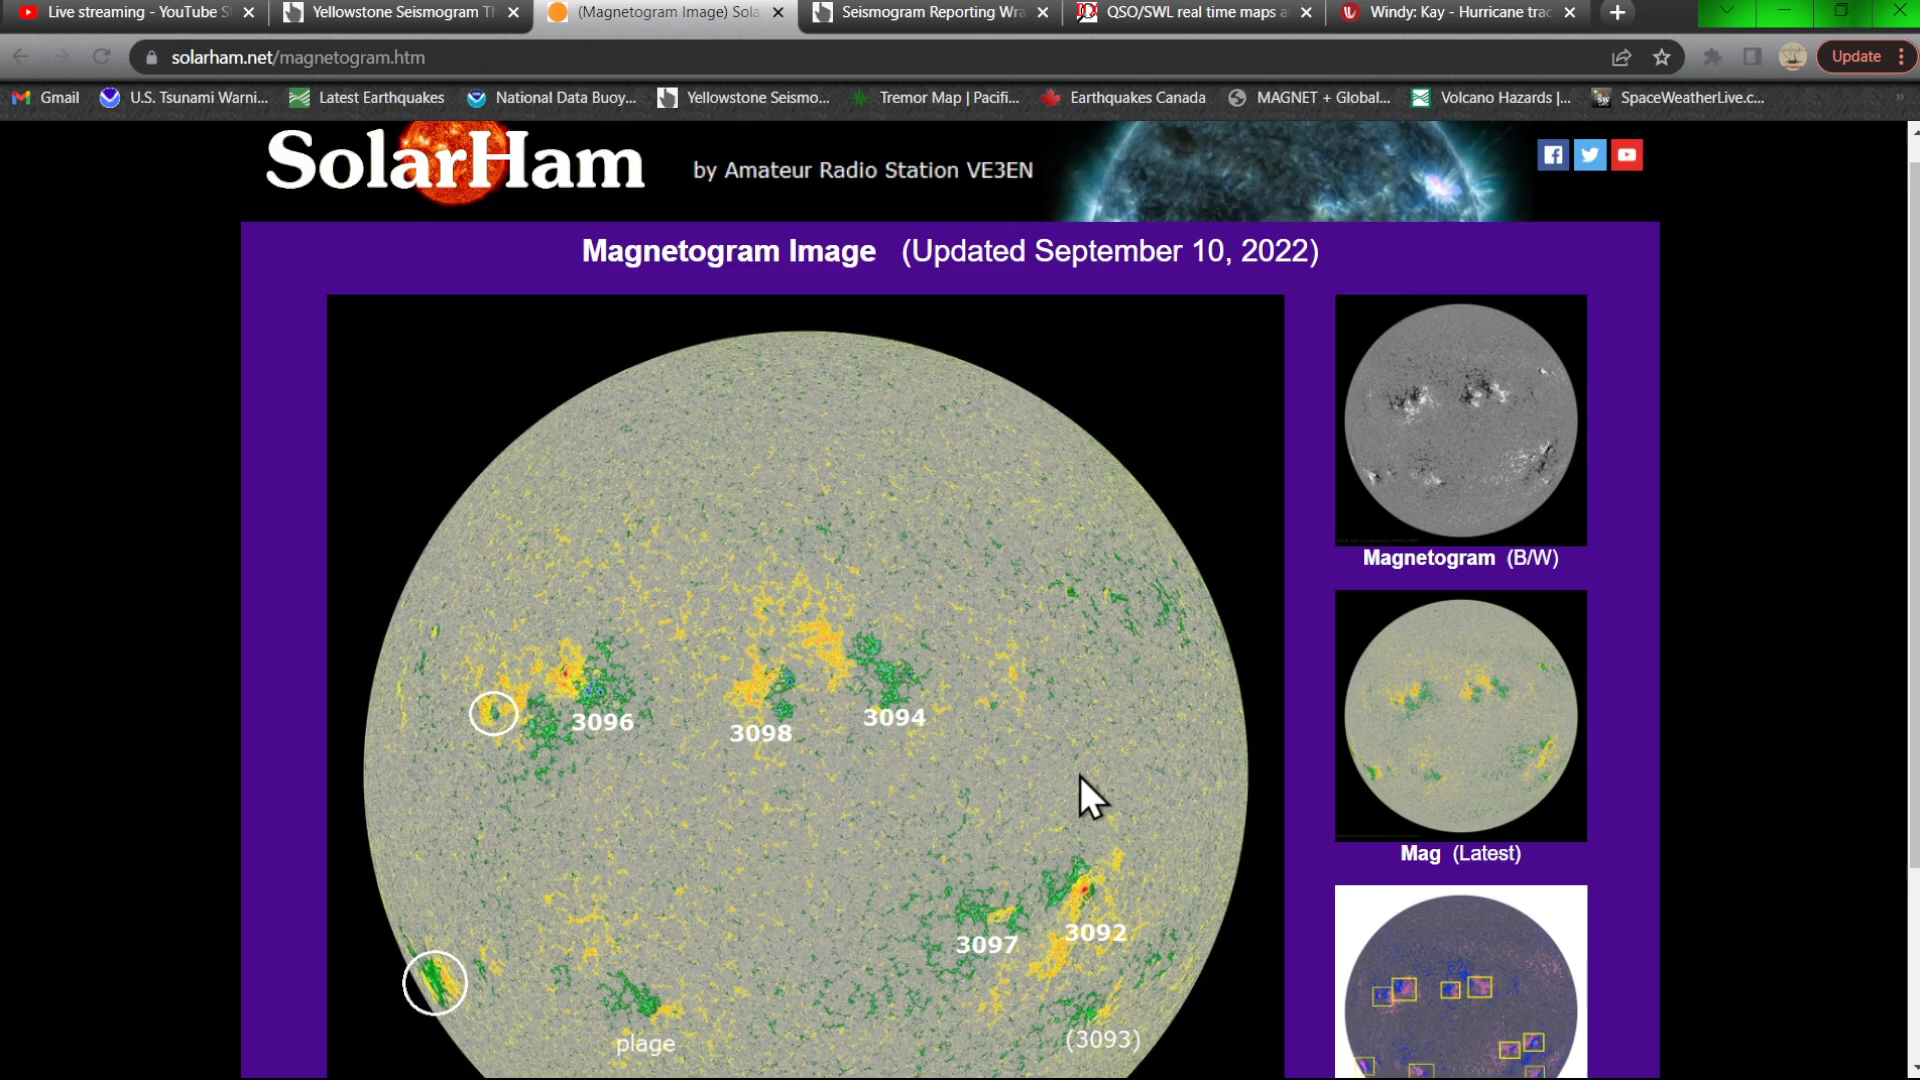 Live streaming - YouTube S
Yellowstone Seismogram Th
(Magnetogram Image) Sola
Seismogram Reporting Wra
QSO/SWL real time maps a
Windy: Kay - Hurricane trac
solarham.net/magnetogram.htm
Update
Gmail
U.S. Tsunami Warni...
Latest Earthquakes
National Data Buoy...
Yellowstone Seismo...
Tremor Map | Pacifi...
Earthquakes Canada
MAGNET + Global...
Volcano Hazards |...
SpaceWeatherLive.c...
SolarHam
by Amateur Radio Station VE3EN
Magnetogram Image (Updated September 10, 2022)
3096
3098
3094
3097
3092
plage
(3093)
Magnetogram (B/W)
Mag (Latest)